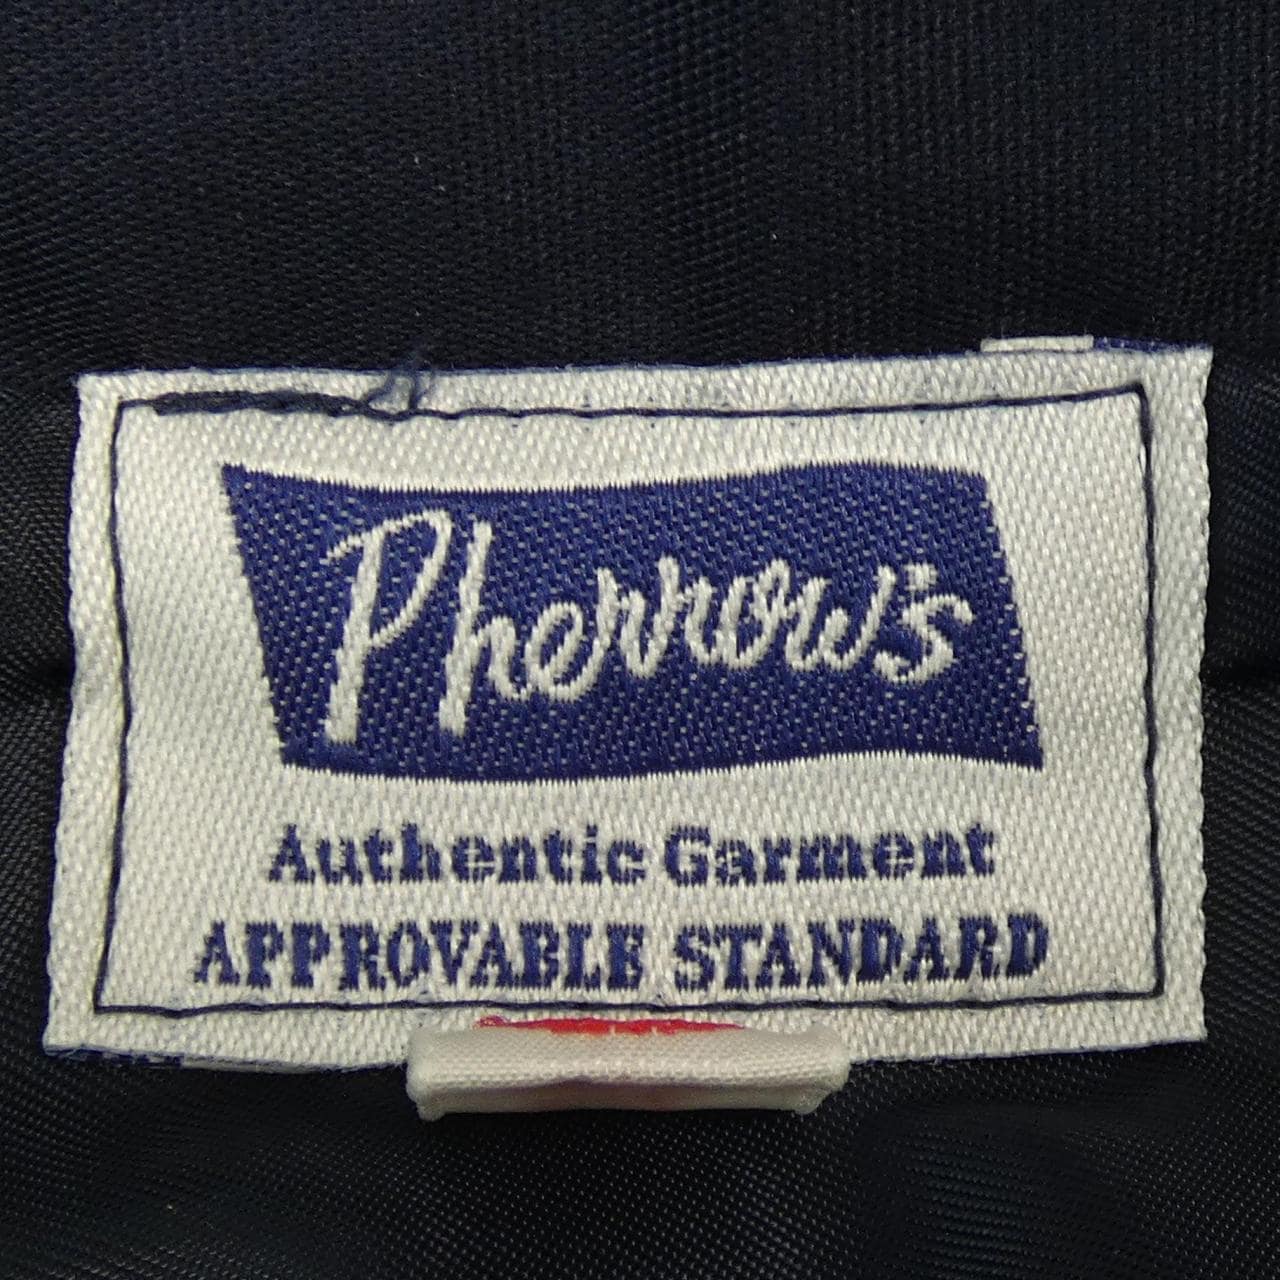 Pherrow's
Authentic Garment
APPROVABLE STANDARD